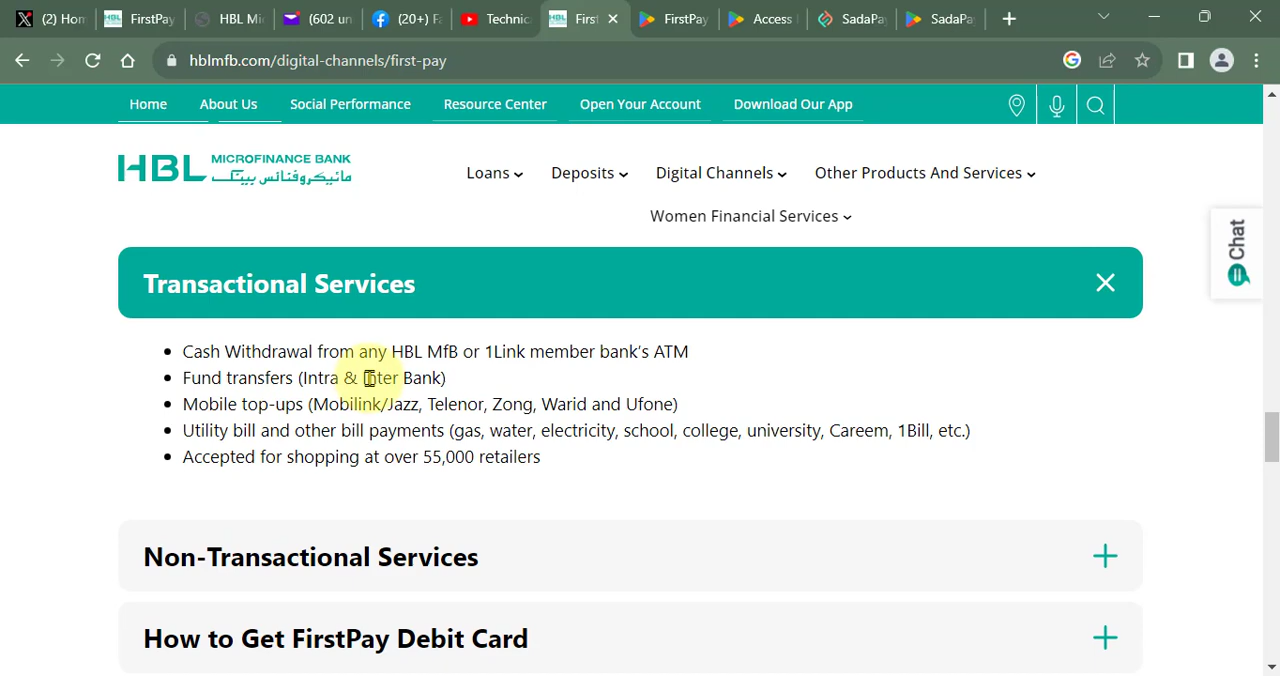 (2) Hom
FirstPay
HBL Mi
(602 un
(20+) Fa
Technic
First
FirstPay
Access
SadaPa
SadaPa
hblmfb.com/digital-channels/first-pay
Home
About Us
Social Performance
Resource Center
Open Your Account
Download Our App
HBL MICROFINANCE BANK
مائیکروفنانس بینک
Loans
Deposits
Digital Channels
Other Products And Services
Women Financial Services
Chat
Transactional Services
• Cash Withdrawal from any HBL MfB or 1Link member bank's ATM
• Fund transfers (Intra & Inter Bank)
• Mobile top-ups (Mobilink/Jazz, Telenor, Zong, Warid and Ufone)
• Utility bill and other bill payments (gas, water, electricity, school, college, university, Careem, 1Bill, etc.)
• Accepted for shopping at over 55,000 retailers
Non-Transactional Services
How to Get FirstPay Debit Card